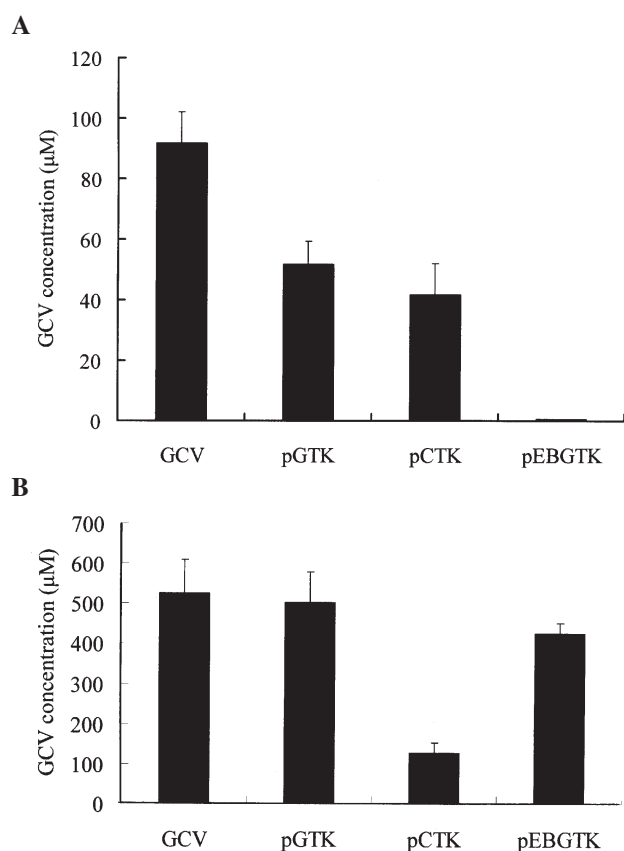 A
120
100
80
60
40
20
0
GCV concentration (μM)
GCV pGTK pCTK pEBGTK
B
700
600
500
400
300
200
100
0
GCV concentration (μM)
GCV pGTK pCTK pEBGTK